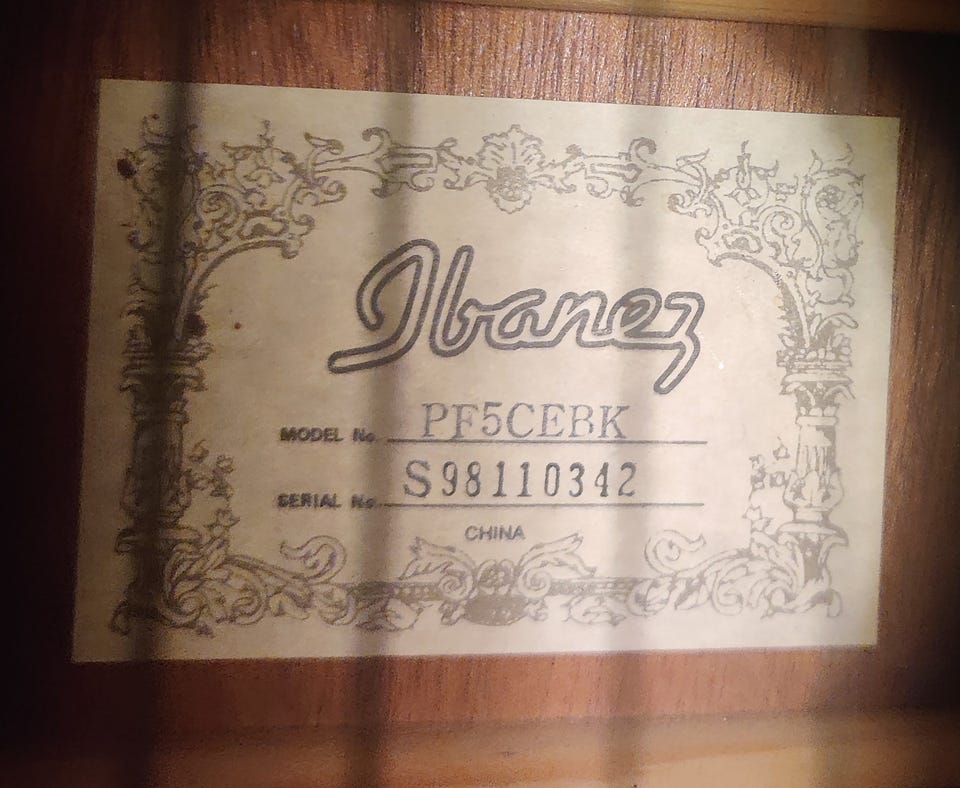 Ibanez
MODEL No. PF5CEBK
SERIAL No. S98110342
CHINA